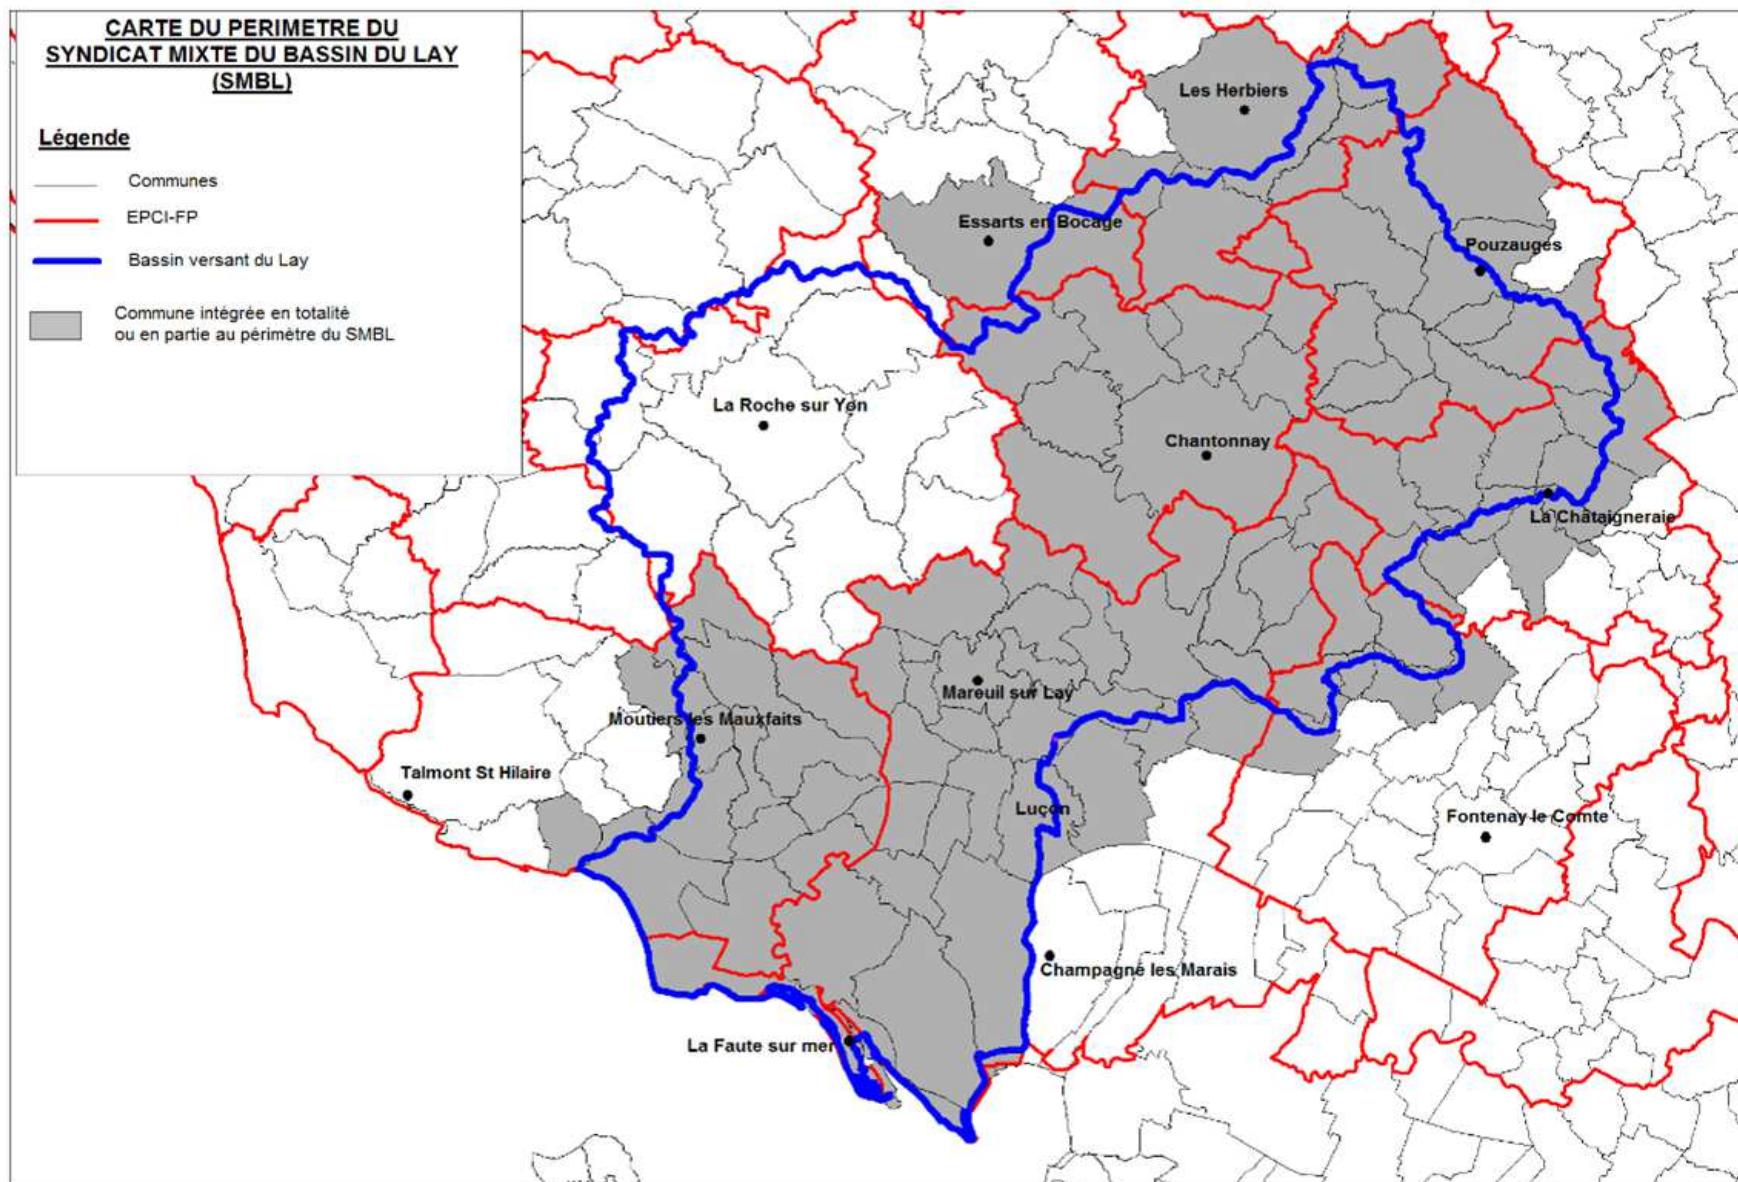 CARTE DU PERIMETRE DU
SYNDICAT MIXTE DU BASSIN DU LAY
(SMBL)
Légende
Communes
EPCI-FP
Bassin versant du Lay
Commune intégrée en totalité
ou en partie au périmètre du SMBL
Les Herbiers
Essarts en Bocage
Pouzauges
La Roche sur Yon
Chantonnay
La Châtaigneraie
Mareuil sur Lay
Moutiers les Mauxfaits
Talmont St Hilaire
Luçon
Fontenay le Comte
Champagné les Marais
La Faute sur mer